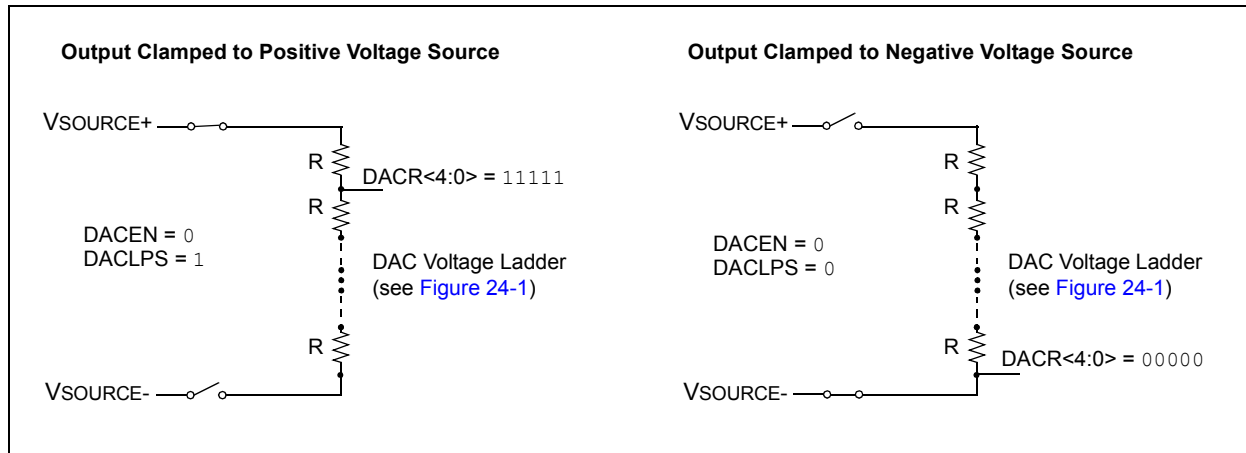 Output Clamped to Positive Voltage Source
VSOURCE+
R
DACR<4:0> = 11111
R
DACEN = 0
DACLPS = 1
DAC Voltage Ladder
(see Figure 24-1)
R
VSOURCE-
Output Clamped to Negative Voltage Source
VSOURCE+
R
R
DACEN = 0
DACLPS = 0
DAC Voltage Ladder
(see Figure 24-1)
R
DACR<4:0> = 00000
VSOURCE-